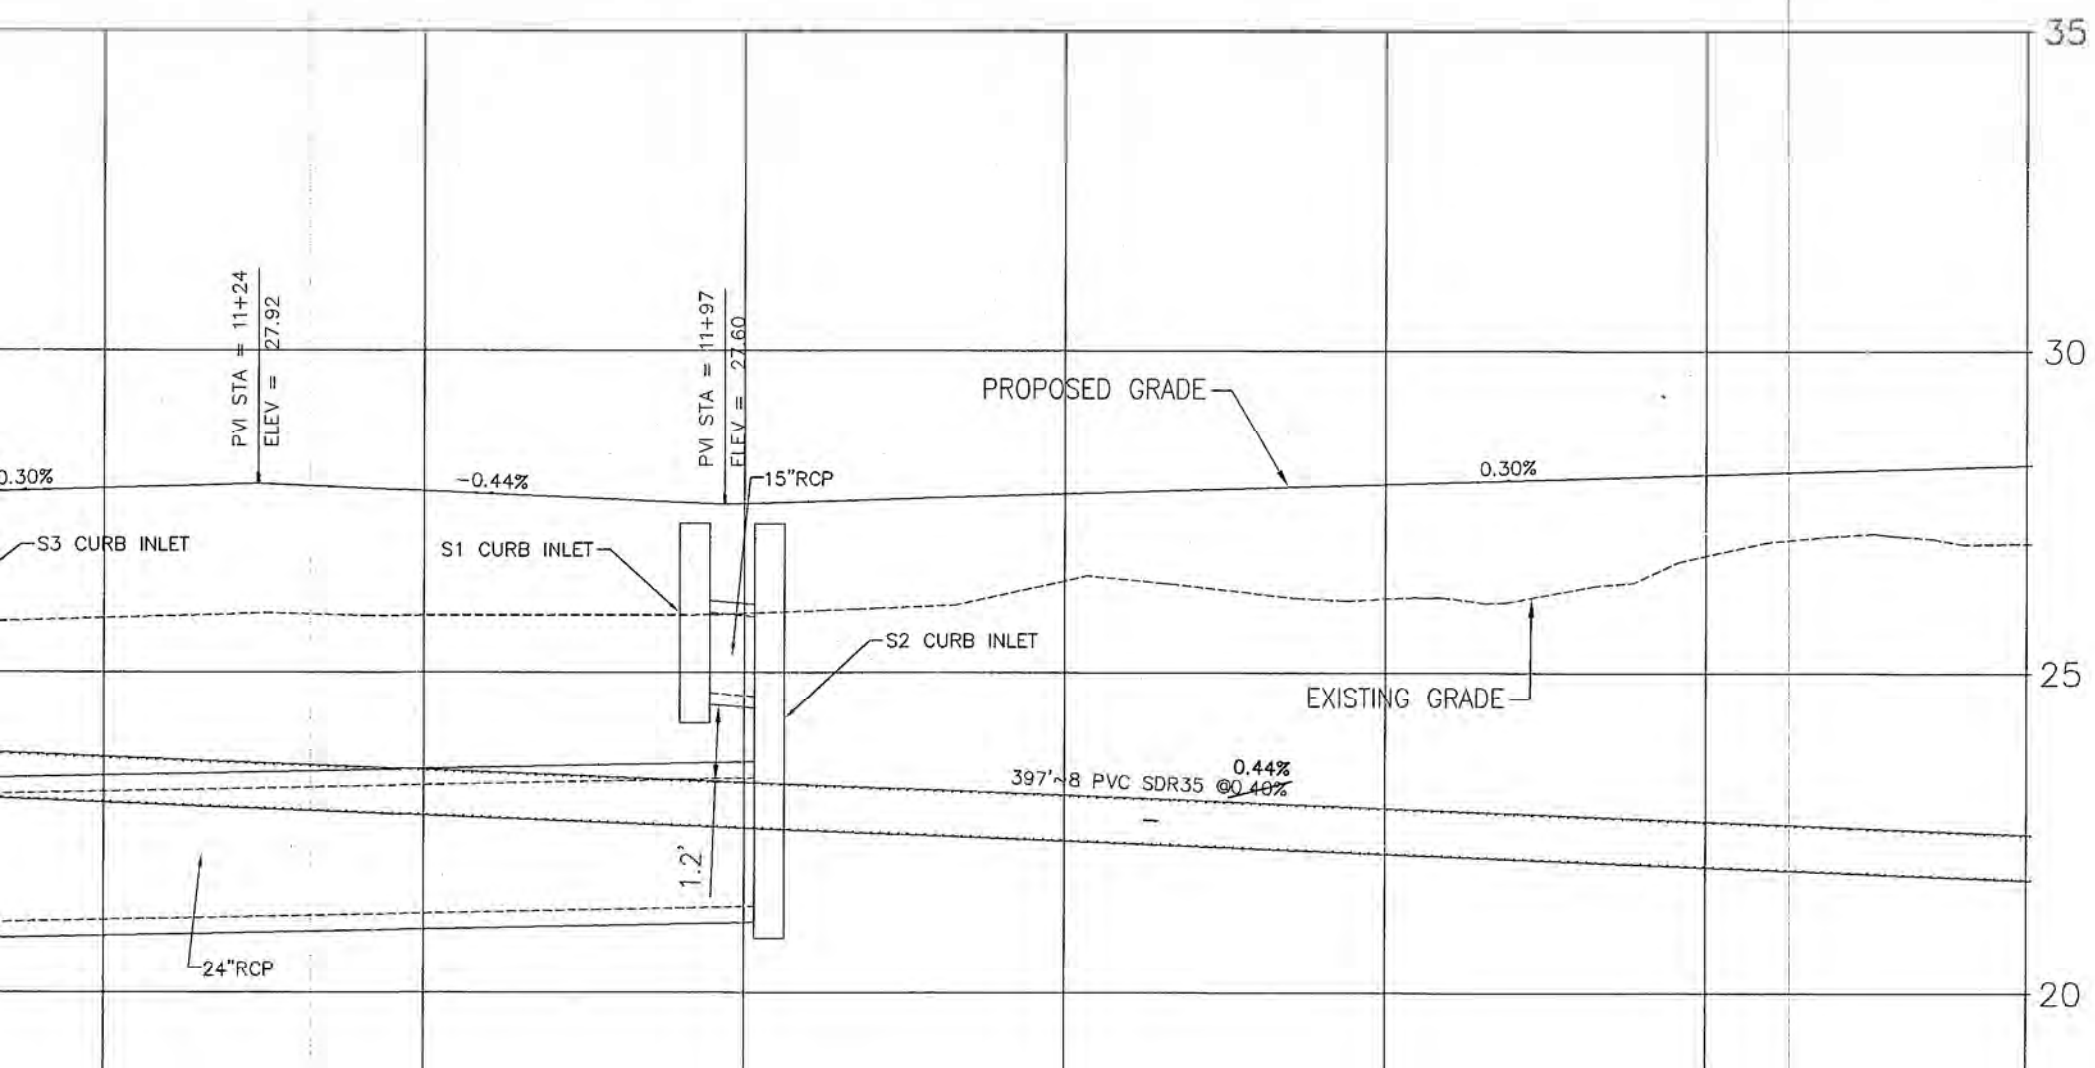 35
PVI STA = 11+24
ELEV = 27.92
PVI STA = 11+97
ELEV = 27.60
30
PROPOSED GRADE
0.30%
-0.44%
15"RCP
0.30%
S3 CURB INLET
S1 CURB INLET
S2 CURB INLET
25
EXISTING GRADE
0.44%
397'~8 PVC SDR35 @0.40%
1.2'
24"RCP
20